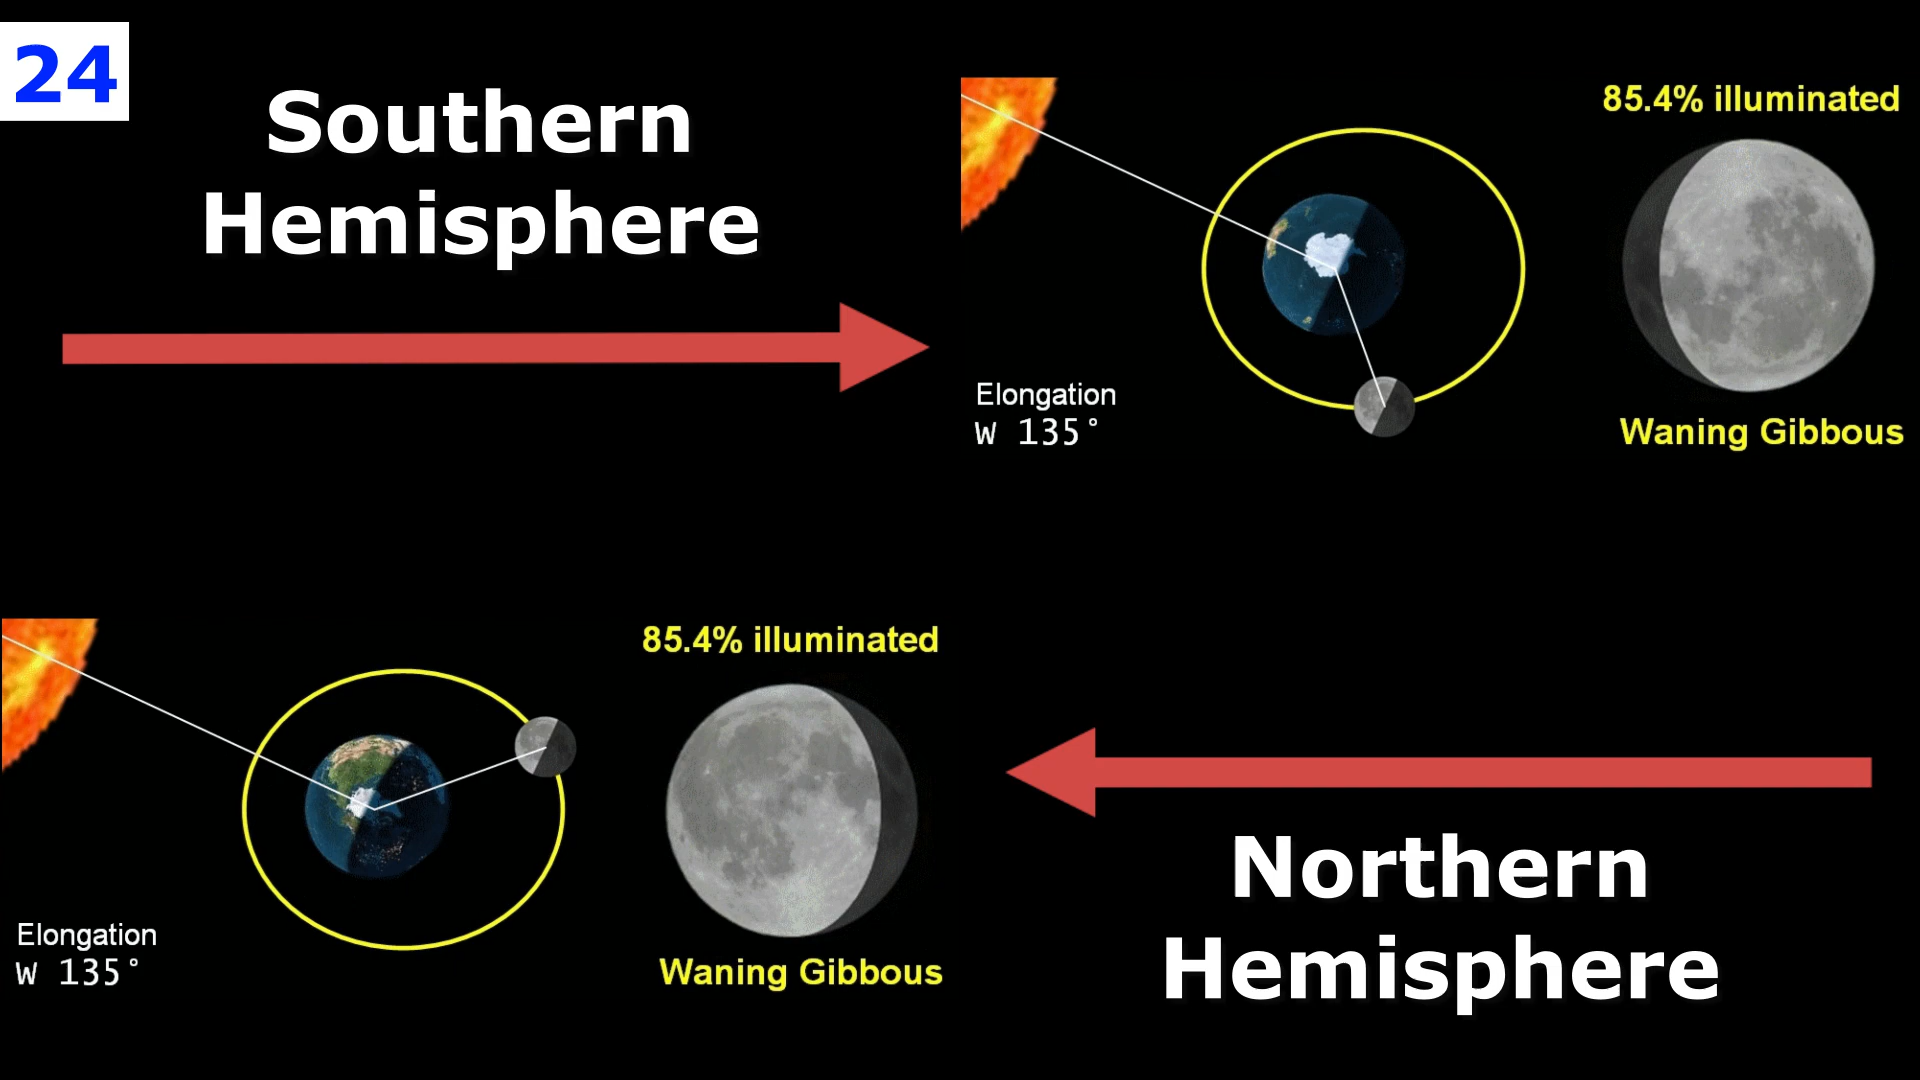 24
Southern
Hemisphere
85.4% illuminated
Elongation
W 135°
Waning Gibbous
85.4% illuminated
Elongation
W 135°
Waning Gibbous
Northern
Hemisphere